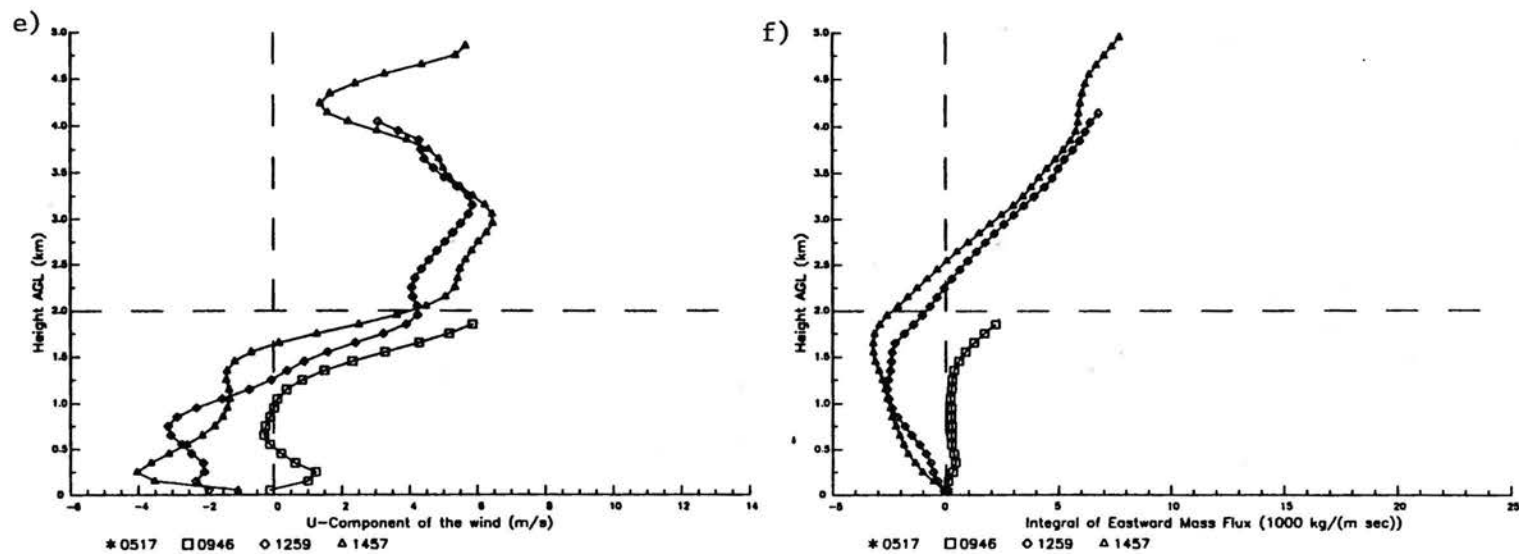 e)
5.0
4.5
4.0
3.5
3.0
2.5
2.0
1.5
1.0
0.5
0
Height AGL (km)
-6 -4 -2 0 2 4 6 8 10 12 14
U-Component of the wind (m/s)
* 0517 □ 0946 ◇ 1259 △ 1457
f)
5.0
4.5
4.0
3.5
3.0
2.5
2.0
1.5
1.0
0.5
0
Height AGL (km)
-5 0 5 10 15 20 25
Integral of Eastward Mass Flux (1000 kg/(m sec))
* 0517 □ 0946 ◇ 1259 △ 1457